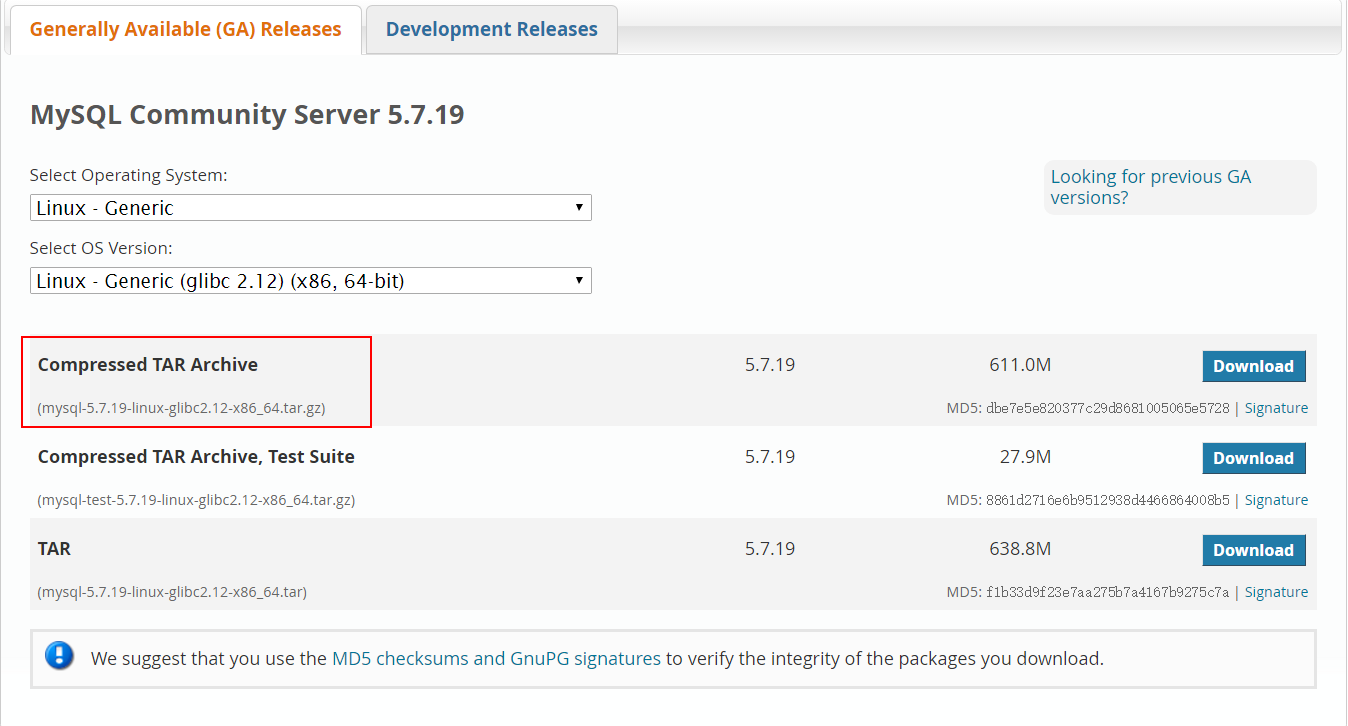 Generally Available (GA) Releases
Development Releases
MySQL Community Server 5.7.19
Select Operating System:
Looking for previous GA
versions?
Linux - Generic
Select OS Version:
Linux - Generic (glibc 2.12) (x86, 64-bit)
Compressed TAR Archive 5.7.19 611.0M Download
(mysql-5.7.19-linux-glibc2.12-x86_64.tar.gz) MD5: dbe7e5e820377c29d8681005065e5728 | Signature
Compressed TAR Archive, Test Suite 5.7.19 27.9M Download
(mysql-test-5.7.19-linux-glibc2.12-x86_64.tar.gz) MD5: 8861d2716e6b9512938d4466864008b5 | Signature
TAR 5.7.19 638.8M Download
(mysql-5.7.19-linux-glibc2.12-x86_64.tar) MD5: f1b33d9f23e7aa275b7a4167b9275c7a | Signature
We suggest that you use the MD5 checksums and GnuPG signatures to verify the integrity of the packages you download.